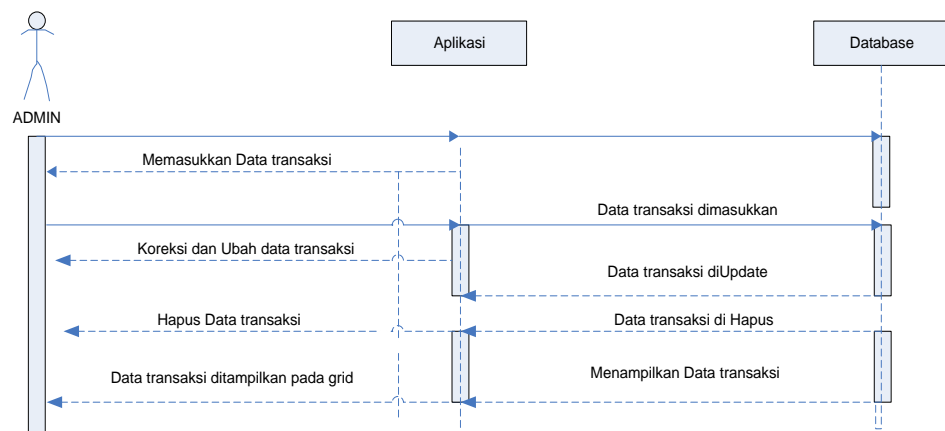 Aplikasi
Database
ADMIN
Memasukkan Data transaksi
Data transaksi dimasukkan
Koreksi dan Ubah data transaksi
Data transaksi diUpdate
Hapus Data transaksi
Data transaksi di Hapus
Data transaksi ditampilkan pada grid
Menampilkan Data transaksi